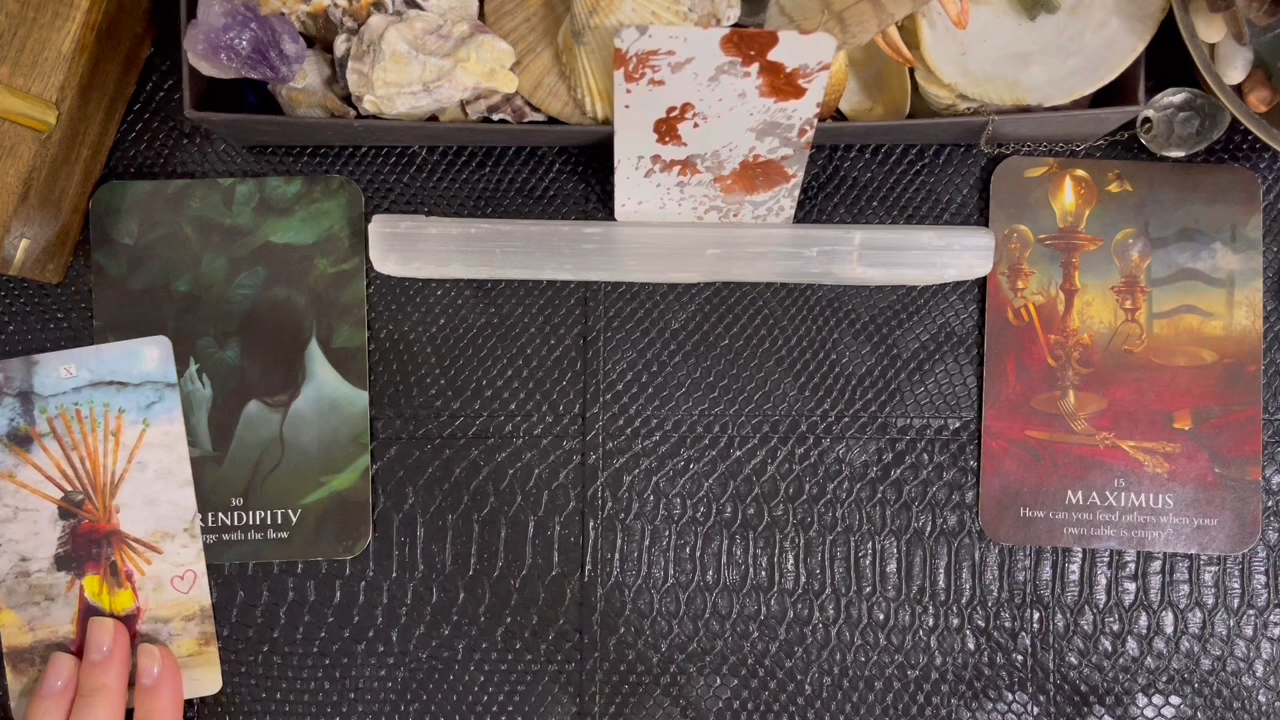 X
30
RENDIPITY
rge with the flow
15
MAXIMUS
How can you feed others when your
own table is empty?